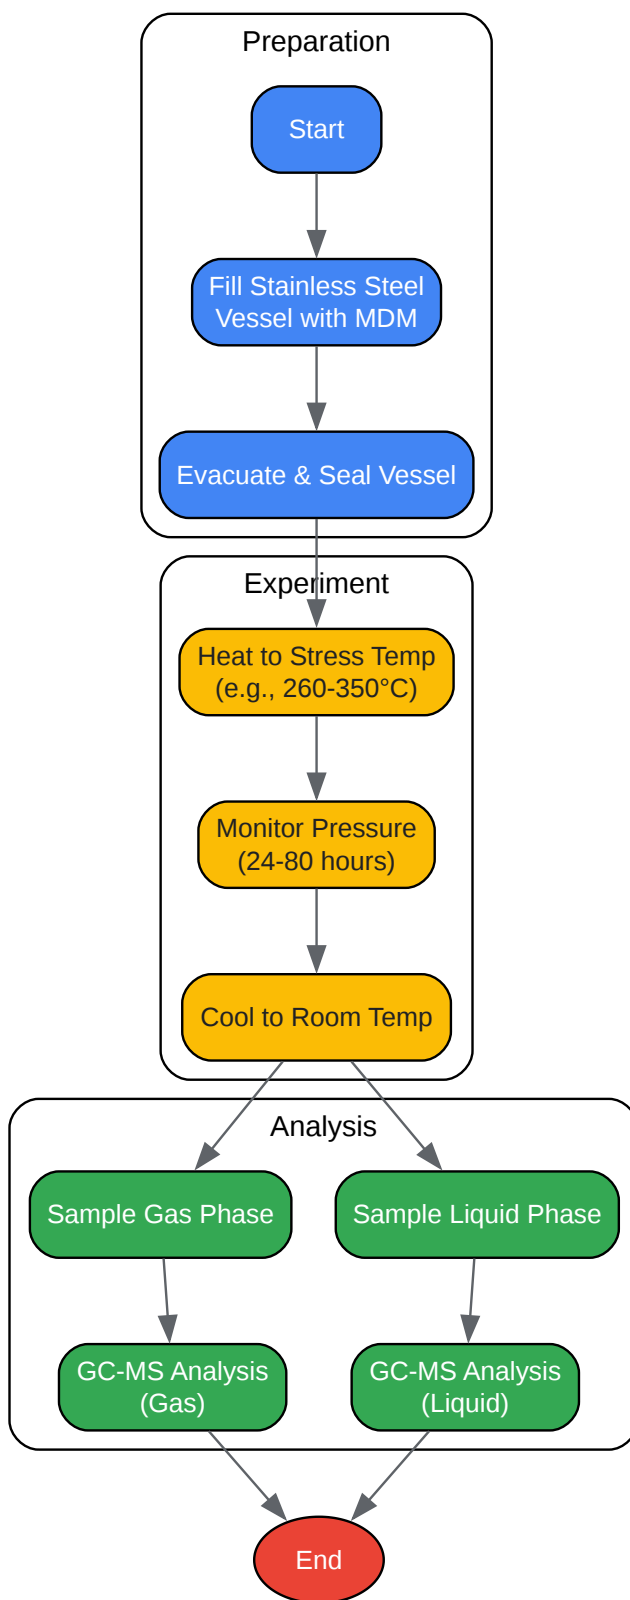 Preparation
Start
Fill Stainless Steel
Vessel with MDM
Evacuate & Seal Vessel
Experiment
Heat to Stress Temp
(e.g., 260-350°C)
Monitor Pressure
(24-80 hours)
Cool to Room Temp
Analysis
Sample Gas Phase
Sample Liquid Phase
GC-MS Analysis
(Gas)
GC-MS Analysis
(Liquid)
End